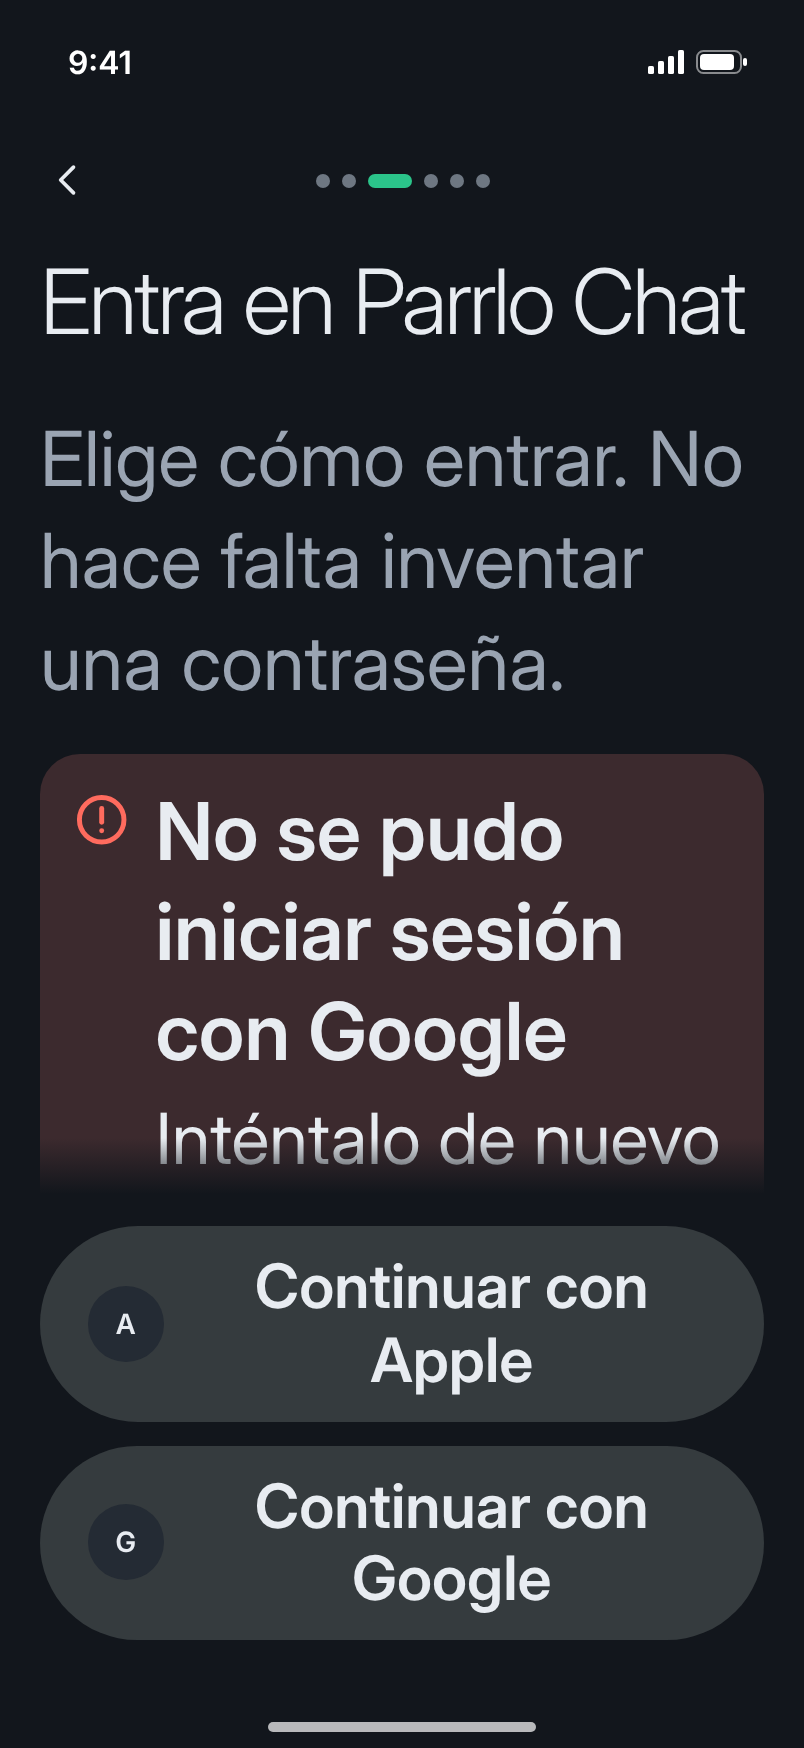 9:41
Entra en Parrlo Chat
Elige cómo entrar. No
hace falta inventar
una contraseña.
No se pudo
iniciar sesión
con Google
Inténtalo de nuevo
A
Continuar con
Apple
G
Continuar con
Google